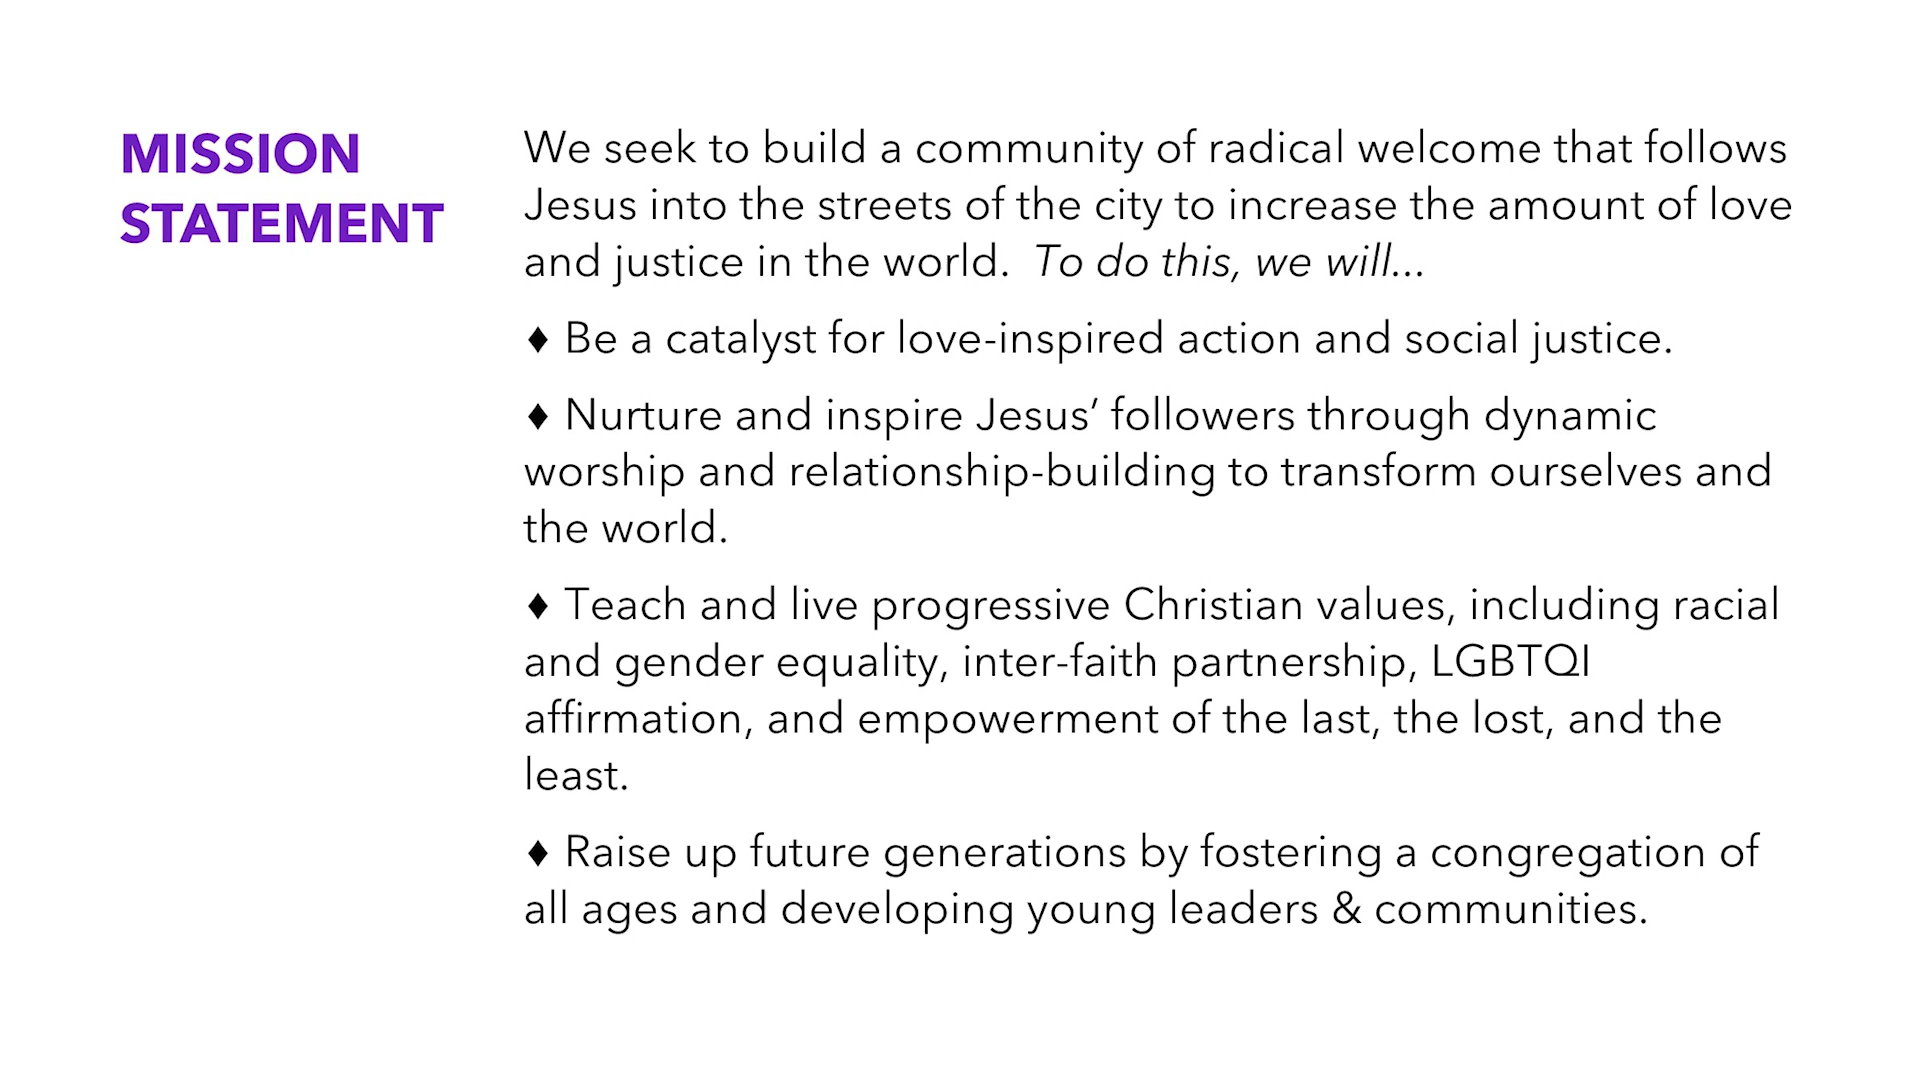 MISSION
STATEMENT
We seek to build a community of radical welcome that follows
Jesus into the streets of the city to increase the amount of love
and justice in the world.  To do this, we will...
♦ Be a catalyst for love-inspired action and social justice.
♦ Nurture and inspire Jesus’ followers through dynamic
worship and relationship-building to transform ourselves and
the world.
♦ Teach and live progressive Christian values, including racial
and gender equality, inter-faith partnership, LGBTQI
affirmation, and empowerment of the last, the lost, and the
least.
♦ Raise up future generations by fostering a congregation of
all ages and developing young leaders & communities.